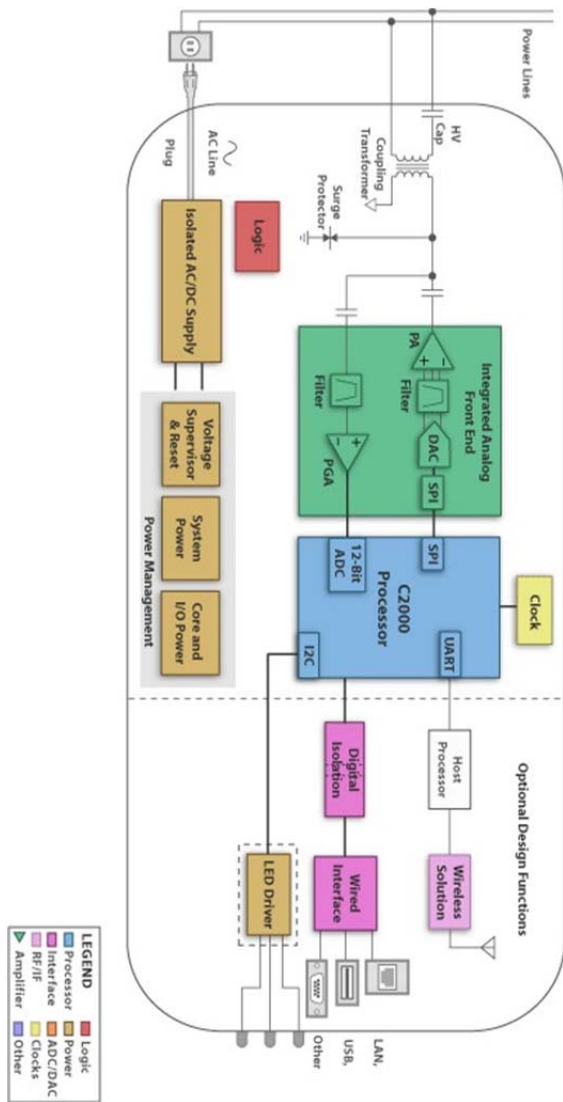 Power Lines
HV
Cap
Coupling
Transformer
Surge
Protector
AC Line
Plug
Logic
Isolated AC/DC Supply
Integrated Analog
Front End
PA
Filter
DAC
SPI
Filter
PGA
SPI
12-Bit
ADC
C2000
Processor
UART
I2C
Clock
Voltage
Supervisor
& Reset
System
Power
Core and
I/O Power
Power Management
Optional Design Functions
Host
Processor
Wireless
Solution
Digital
Isolation
Wired
Interface
LED Driver
LAN,
USB,
Other
LEGEND
Processor
Interface
RF/IF
Amplifier
Logic
Power
ADC/DAC
Clocks
Other